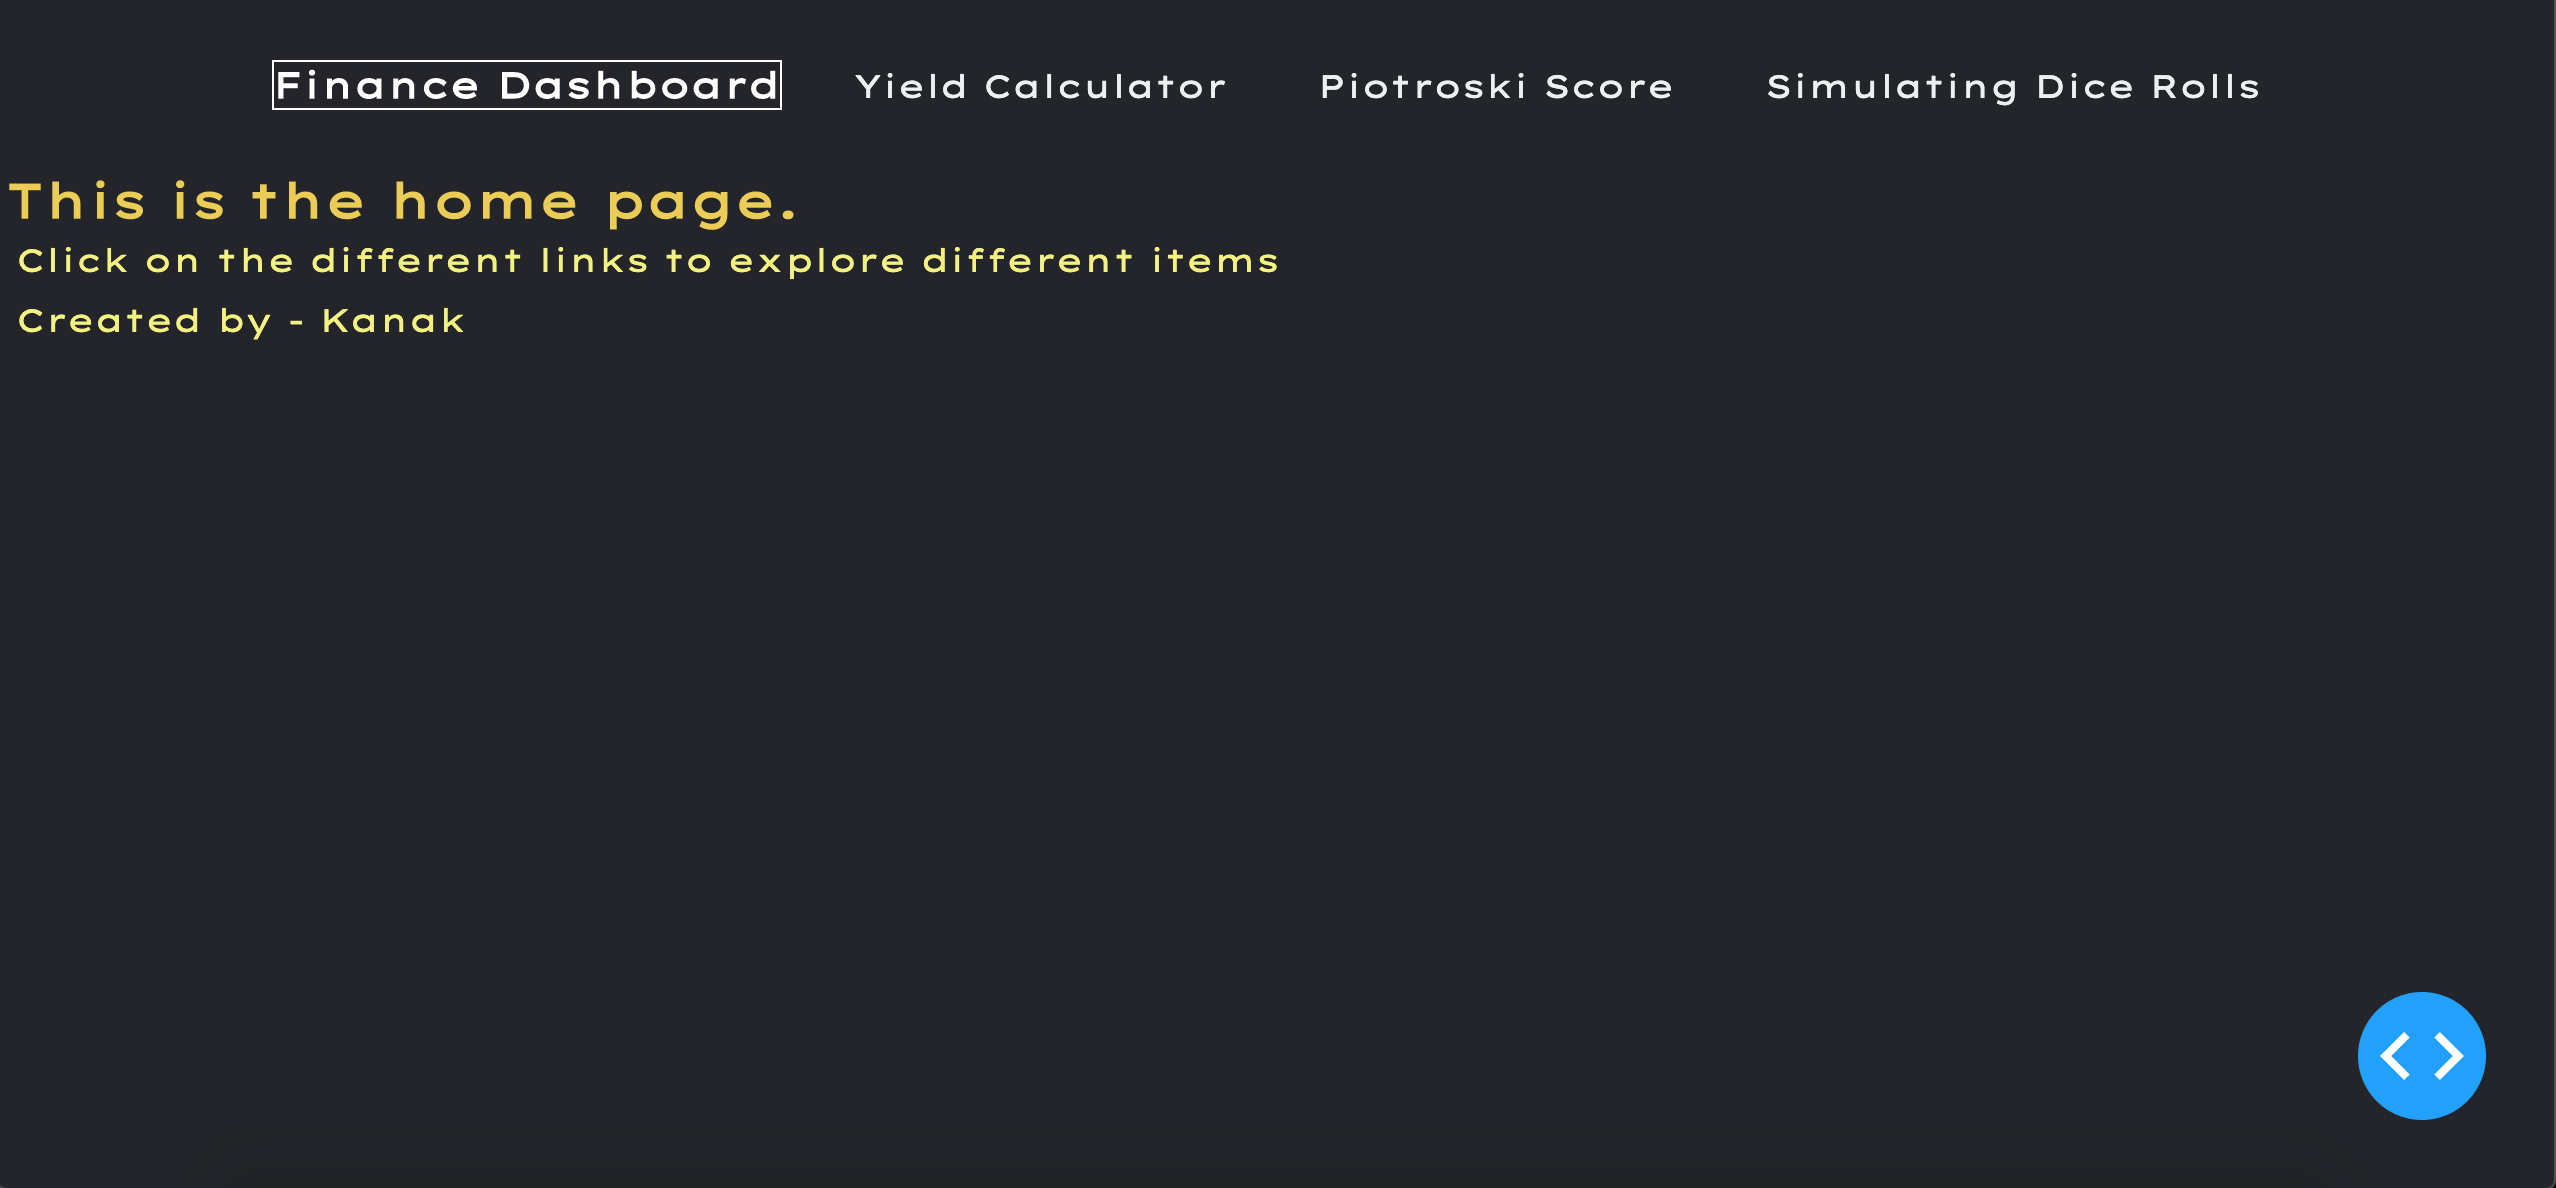 Finance Dashboard Yield Calculator Piotroski Score Simulating Dice Rolls
This is the home page.
Click on the different links to explore different items
Created by - Kanak